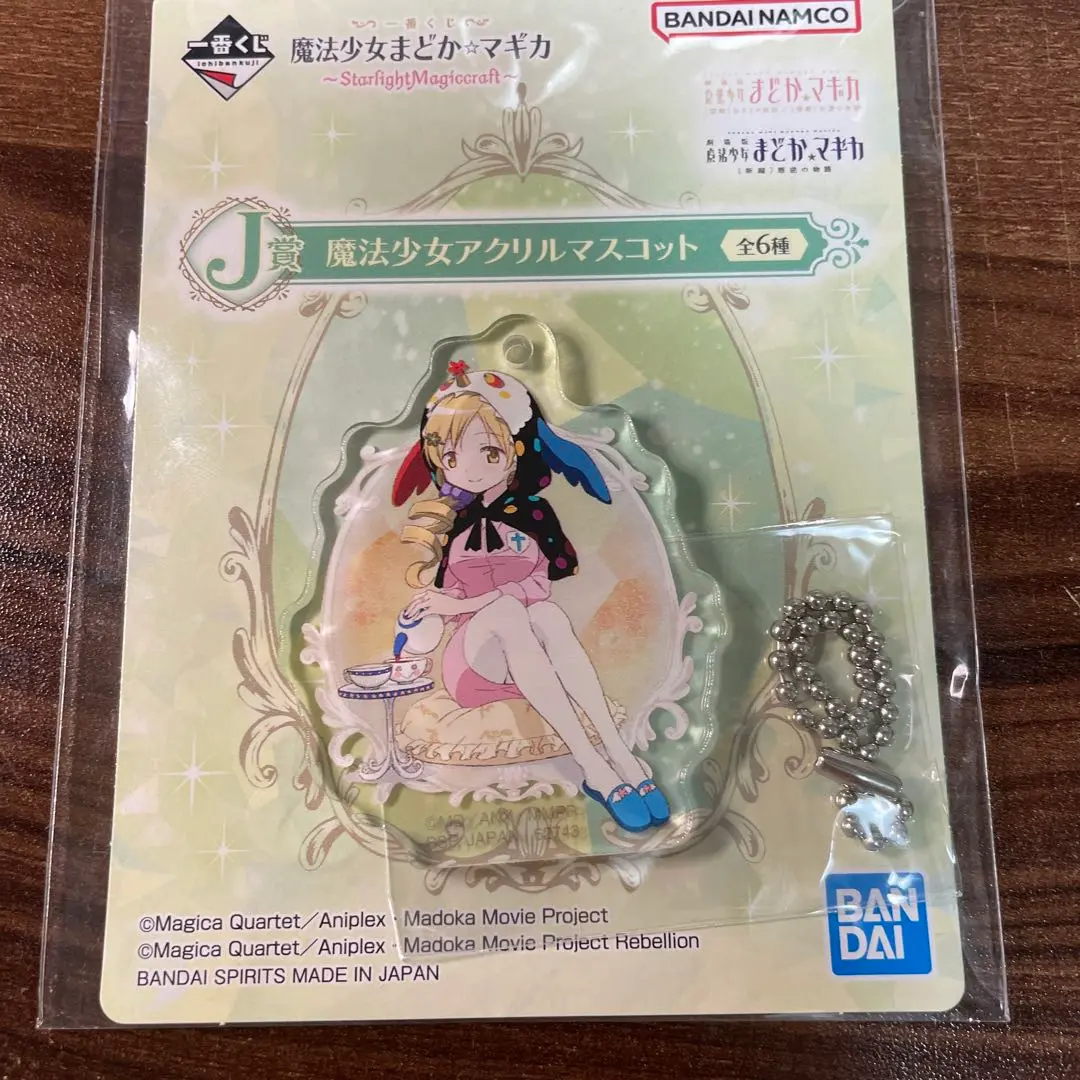 一番くじ
ichibankuji
一番くじ
魔法少女まどか☆マギカ
～StarlightMagiccraft～
BANDAI NAMCO
魔法少女 まどか☆マギカ
劇場版
魔法少女 まどか☆マギカ
［新編］叛逆の物語
J賞
魔法少女アクリルマスコット
全6種
©Magica Quartet／Aniplex・Madoka Movie Project
©Magica Quartet／Aniplex・Madoka Movie Project Rebellion
BANDAI SPIRITS MADE IN JAPAN
BANDAI